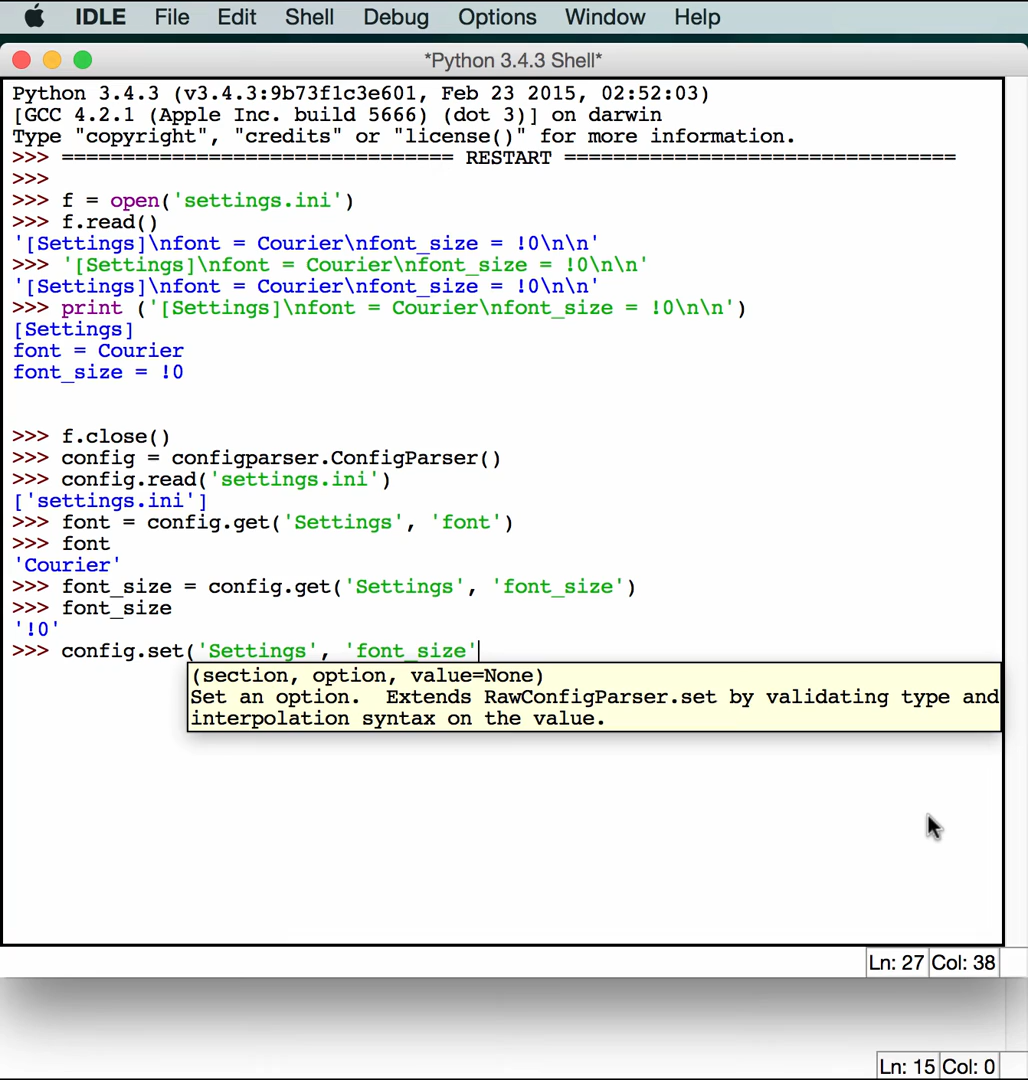 IDLE File Edit Shell Debug Options Window Help
*Python 3.4.3 Shell*
Python 3.4.3 (v3.4.3:9b73f1c3e601, Feb 23 2015, 02:52:03)
[GCC 4.2.1 (Apple Inc. build 5666) (dot 3)] on darwin
Type "copyright", "credits" or "license()" for more information.
>>> ================================ RESTART ================================
>>>
>>> f = open('settings.ini')
>>> f.read()
'[Settings]\nfont = Courier\nfont_size = !0\n\n'
>>> '[Settings]\nfont = Courier\nfont_size = !0\n\n'
'[Settings]\nfont = Courier\nfont_size = !0\n\n'
>>> print ('[Settings]\nfont = Courier\nfont_size = !0\n\n')
[Settings]
font = Courier
font_size = !0
>>> f.close()
>>> config = configparser.ConfigParser()
>>> config.read('settings.ini')
['settings.ini']
>>> font = config.get('Settings', 'font')
>>> font
'Courier'
>>> font_size = config.get('Settings', 'font_size')
>>> font_size
'!0'
>>> config.set('Settings', 'font_size'
(section, option, value=None)
Set an option.  Extends RawConfigParser.set by validating type and
interpolation syntax on the value.
Ln: 27 Col: 38
Ln: 15 Col: 0